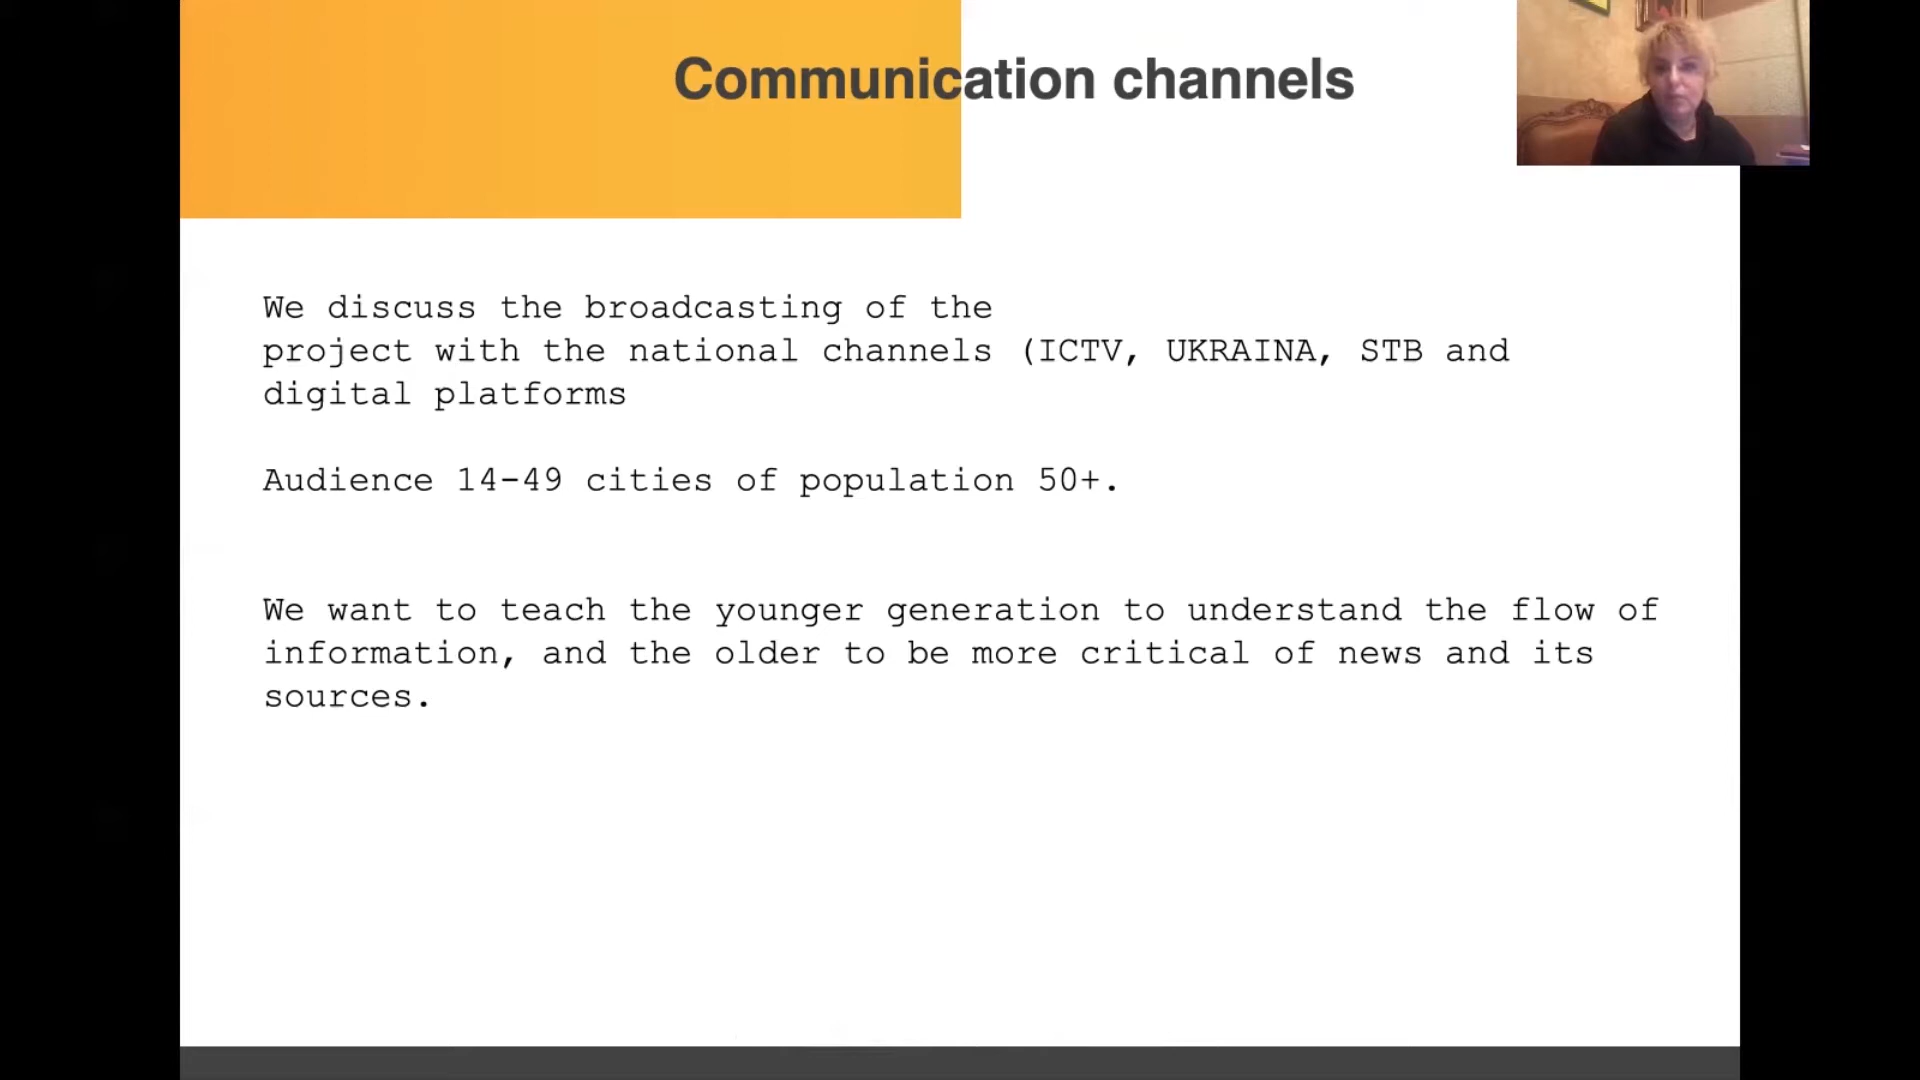 Communication channels
We discuss the broadcasting of the
project with the national channels (ICTV, UKRAINA, STB and
digital platforms
Audience 14-49 cities of population 50+.
We want to teach the younger generation to understand the flow of
information, and the older to be more critical of news and its
sources.